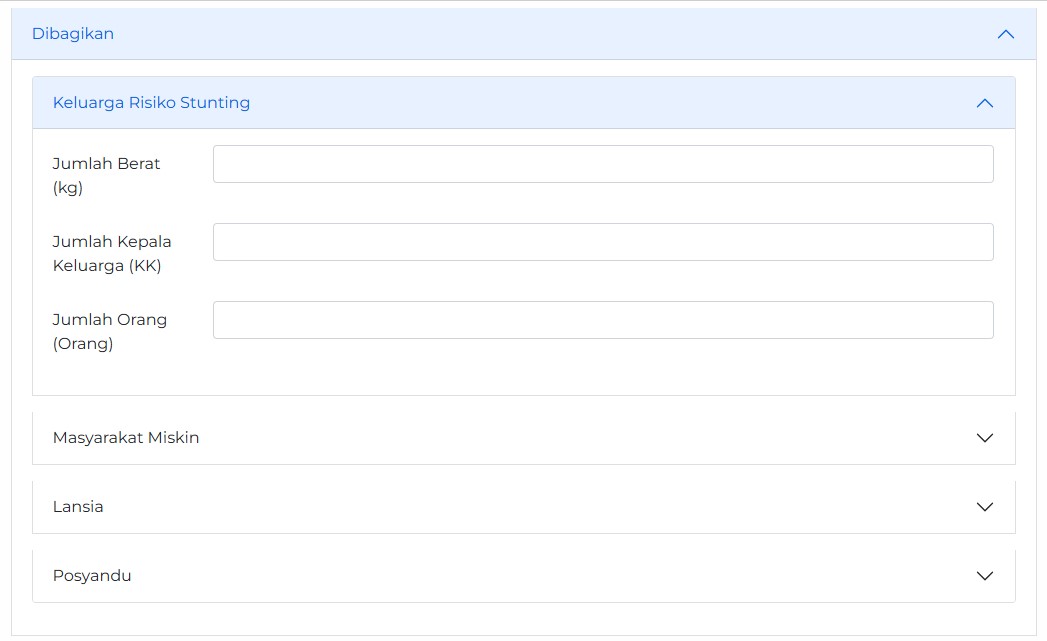 Dibagikan
Keluarga Risiko Stunting
Jumlah Berat
(kg)
Jumlah Kepala
Keluarga (KK)
Jumlah Orang
(Orang)
Masyarakat Miskin
Lansia
Posyandu